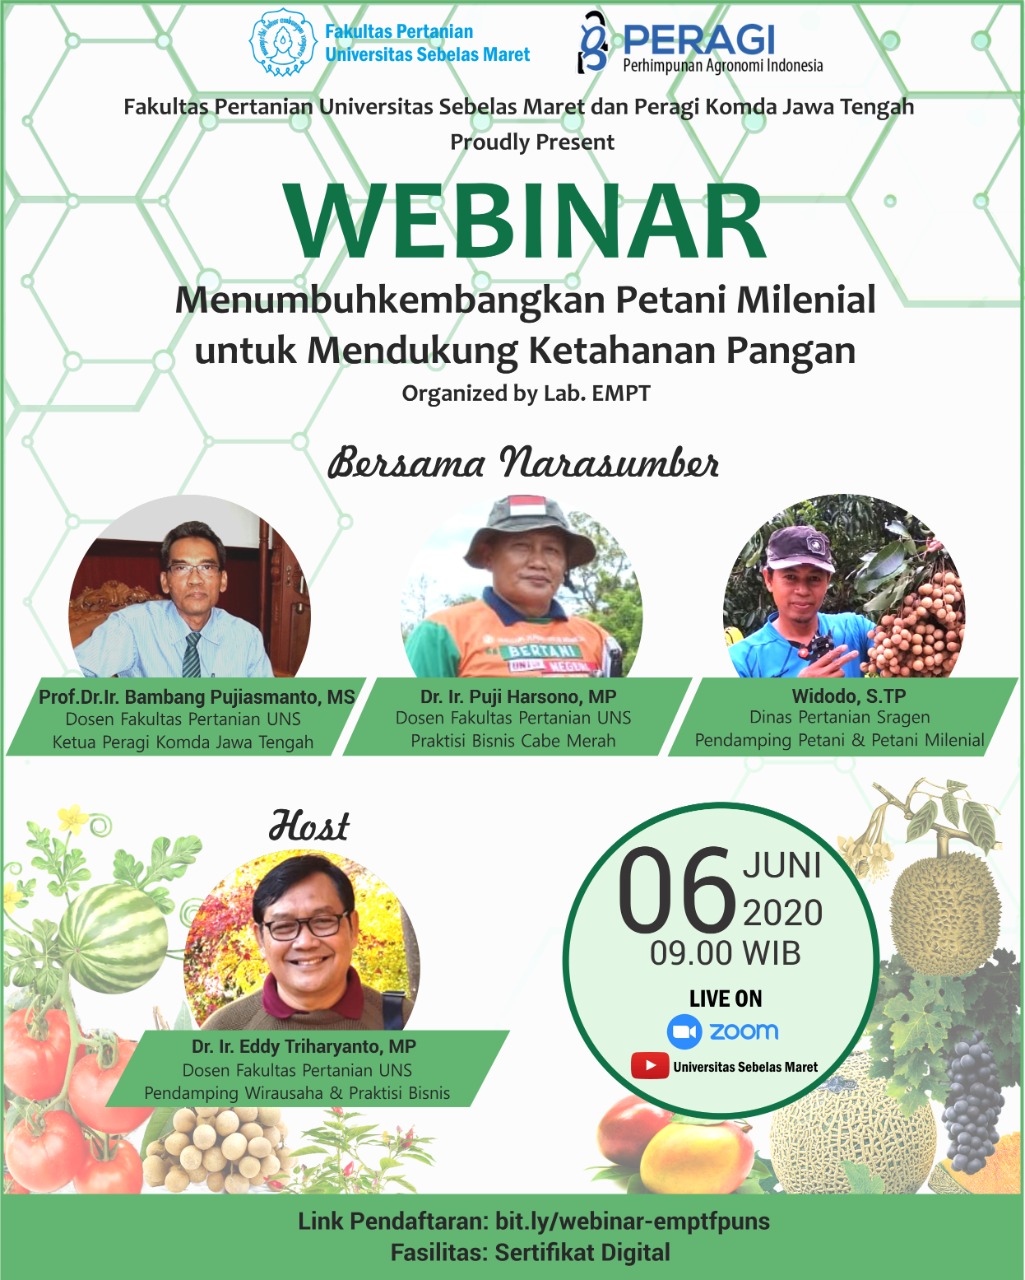 Fakultas Pertanian
Universitas Sebelas Maret
PERAGI
Perhimpunan Agronomi Indonesia
Fakultas Pertanian Universitas Sebelas Maret dan Peragi Komda Jawa Tengah
Proudly Present
WEBINAR
Menumbuhkembangkan Petani Milenial
untuk Mendukung Ketahanan Pangan
Organized by Lab. EMPT
Bersama Narasumber
BERTANI
UNTUK NEGERI
Prof.Dr.Ir. Bambang Pujiasmanto, MS
Dosen Fakultas Pertanian UNS
Ketua Peragi Komda Jawa Tengah
Dr. Ir. Puji Harsono, MP
Dosen Fakultas Pertanian UNS
Praktisi Bisnis Cabe Merah
Widodo, S.TP
Dinas Pertanian Sragen
Pendamping Petani & Petani Milenial
Host
Dr. Ir. Eddy Triharyanto, MP
Dosen Fakultas Pertanian UNS
Pendamping Wirausaha & Praktisi Bisnis
06 JUNI
2020
09.00 WIB
LIVE ON
zoom
Universitas Sebelas Maret
Link Pendaftaran: bit.ly/webinar-emptfpuns
Fasilitas: Sertifikat Digital